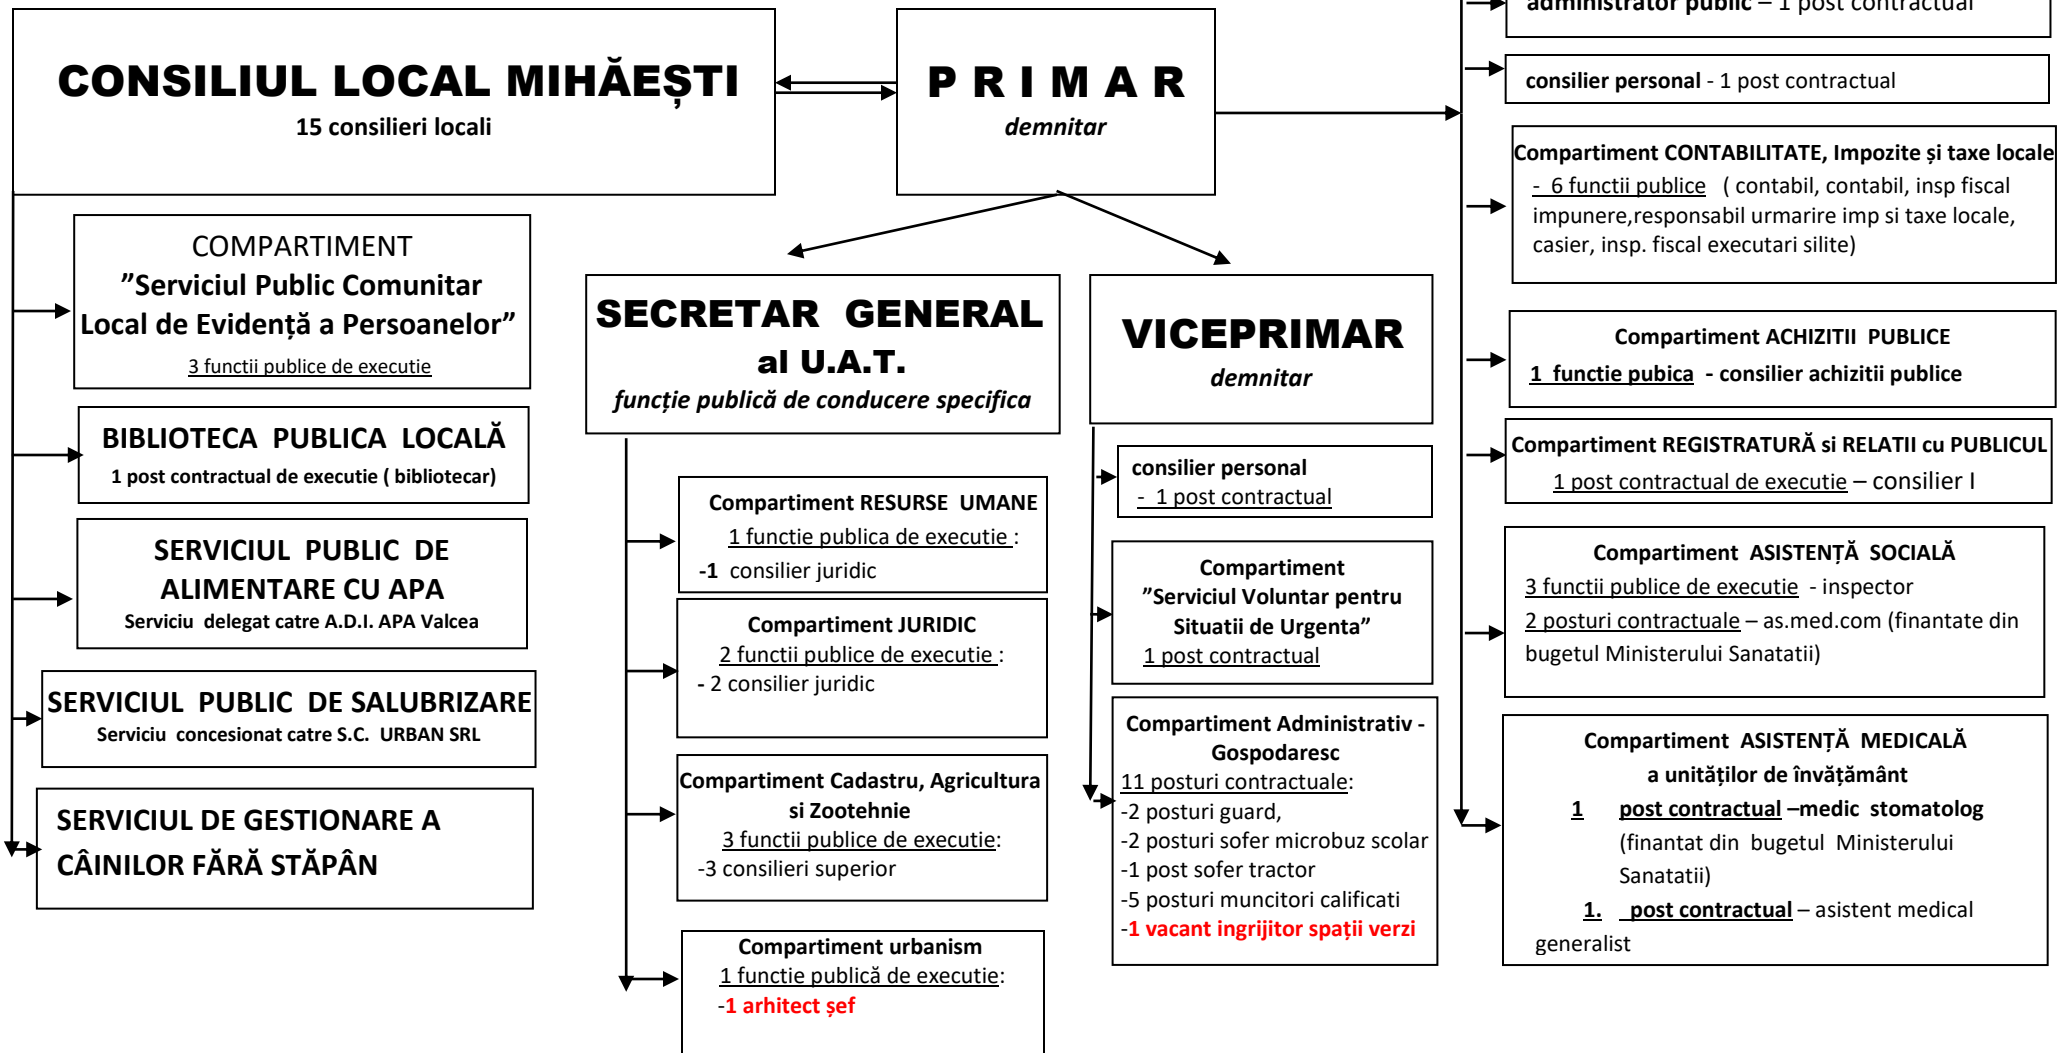 CONSILIUL LOCAL MIHĂEȘTI
15 consilieri locali
P R I M A R
demnitar
COMPARTIMENT
”Serviciul Public Comunitar
Local de Evidență a Persoanelor”
3 functii publice de executie
BIBLIOTECA PUBLICA LOCALĂ
1 post contractual de executie ( bibliotecar)
SERVICIUL PUBLIC DE
ALIMENTARE CU APA
Serviciu delegat catre A.D.I. APA Valcea
SERVICIUL PUBLIC DE SALUBRIZARE
Serviciu concesionat catre S.C. URBAN SRL
SERVICIUL DE GESTIONARE A
CÂINILOR FĂRĂ STĂPÂN
SECRETAR GENERAL
al U.A.T.
funcție publică de conducere specifica
Compartiment RESURSE UMANE
1 functie publica de executie :
-1 consilier juridic
Compartiment JURIDIC
2 functii publice de executie :
- 2 consilier juridic
Compartiment Cadastru, Agricultura
si Zootehnie
3 functii publice de executie:
-3 consilieri superior
Compartiment urbanism
1 functie publică de executie:
-1 arhitect șef
VICEPRIMAR
demnitar
consilier personal
- 1 post contractual
Compartiment
”Serviciul Voluntar pentru
Situatii de Urgenta”
1 post contractual
Compartiment Administrativ -
Gospodaresc
11 posturi contractuale:
-2 posturi guard,
-2 posturi sofer microbuz scolar
-1 post sofer tractor
-5 posturi muncitori calificati
-1 vacant ingrijitor spații verzi
administrator public – 1 post contractual
consilier personal - 1 post contractual
Compartiment CONTABILITATE, Impozite și taxe locale
- 6 functii publice ( contabil, contabil, insp fiscal
impunere,responsabil urmarire imp si taxe locale,
casier, insp. fiscal executari silite)
Compartiment ACHIZITII PUBLICE
1 functie pubica - consilier achizitii publice
Compartiment REGISTRATURĂ si RELATII cu PUBLICUL
1 post contractual de executie – consilier I
Compartiment ASISTENȚĂ SOCIALĂ
3 functii publice de executie - inspector
2 posturi contractuale – as.med.com (finantate din
bugetul Ministerului Sanatatii)
Compartiment ASISTENȚĂ MEDICALĂ
a unităților de învățământ
1 post contractual –medic stomatolog
(finantat din bugetul Ministerului
Sanatatii)
1. post contractual – asistent medical
generalist